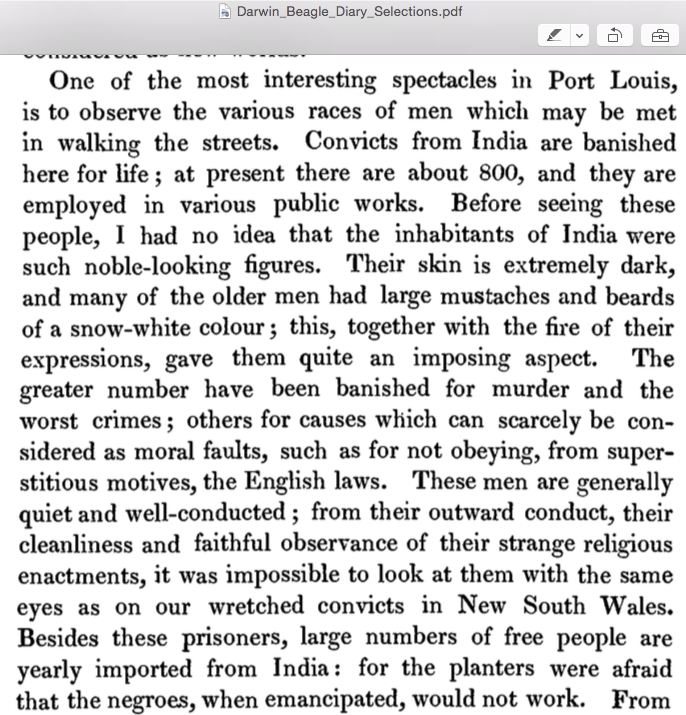 Darwin_Beagle_Diary_Selections.pdf
One of the most interesting spectacles in Port Louis,
is to observe the various races of men which may be met
in walking the streets. Convicts from India are banished
here for life; at present there are about 800, and they are
employed in various public works. Before seeing these
people, I had no idea that the inhabitants of India were
such noble-looking figures. Their skin is extremely dark,
and many of the older men had large mustaches and beards
of a snow-white colour; this, together with the fire of their
expressions, gave them quite an imposing aspect. The
greater number have been banished for murder and the
worst crimes; others for causes which can scarcely be con-
sidered as moral faults, such as for not obeying, from super-
stitious motives, the English laws. These men are generally
quiet and well-conducted; from their outward conduct, their
cleanliness and faithful observance of their strange religious
enactments, it was impossible to look at them with the same
eyes as on our wretched convicts in New South Wales.
Besides these prisoners, large numbers of free people are
yearly imported from India: for the planters were afraid
that the negroes, when emancipated, would not work. From